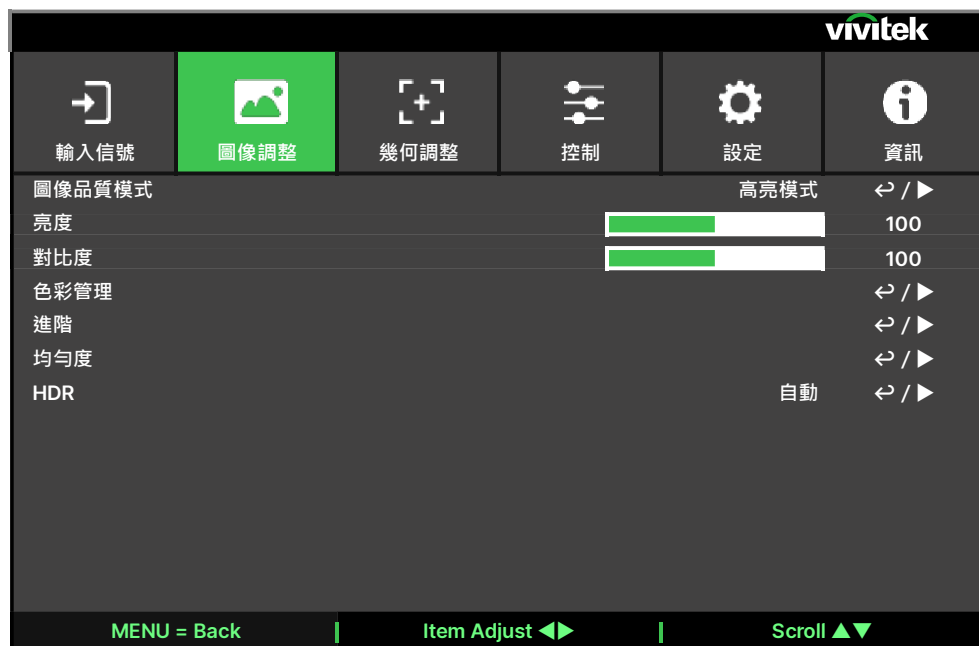 vivitek
輸入信號 圖像調整 幾何調整 控制 設定 資訊
圖像品質模式 高亮模式 ↩ / ▶
亮度 100
對比度 100
色彩管理 ↩ / ▶
進階 ↩ / ▶
均勻度 ↩ / ▶
HDR 自動 ↩ / ▶
MENU = Back Item Adjust ◀▶ Scroll ▲▼